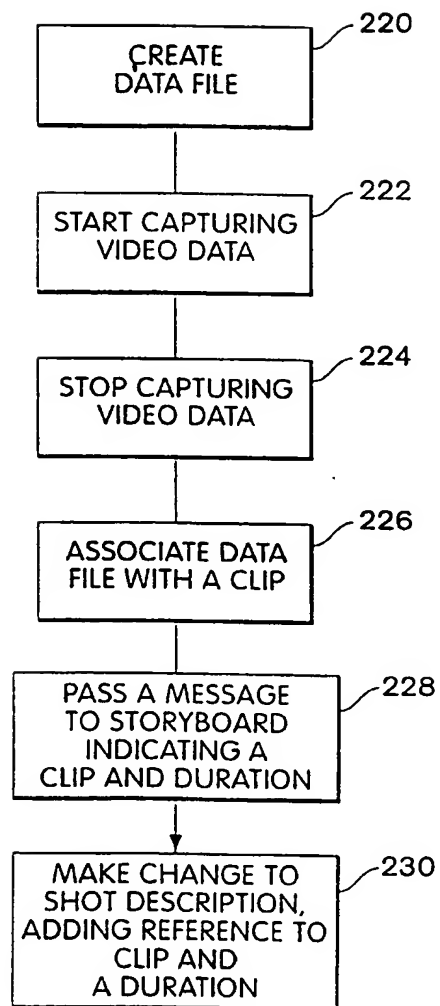 220
CREATE
DATA FILE
222
START CAPTURING
VIDEO DATA
224
STOP CAPTURING
VIDEO DATA
226
ASSOCIATE DATA
FILE WITH A CLIP
228
PASS A MESSAGE
TO STORYBOARD
INDICATING A
CLIP AND DURATION
230
MAKE CHANGE TO
SHOT DESCRIPTION,
ADDING REFERENCE TO
CLIP AND
A DURATION